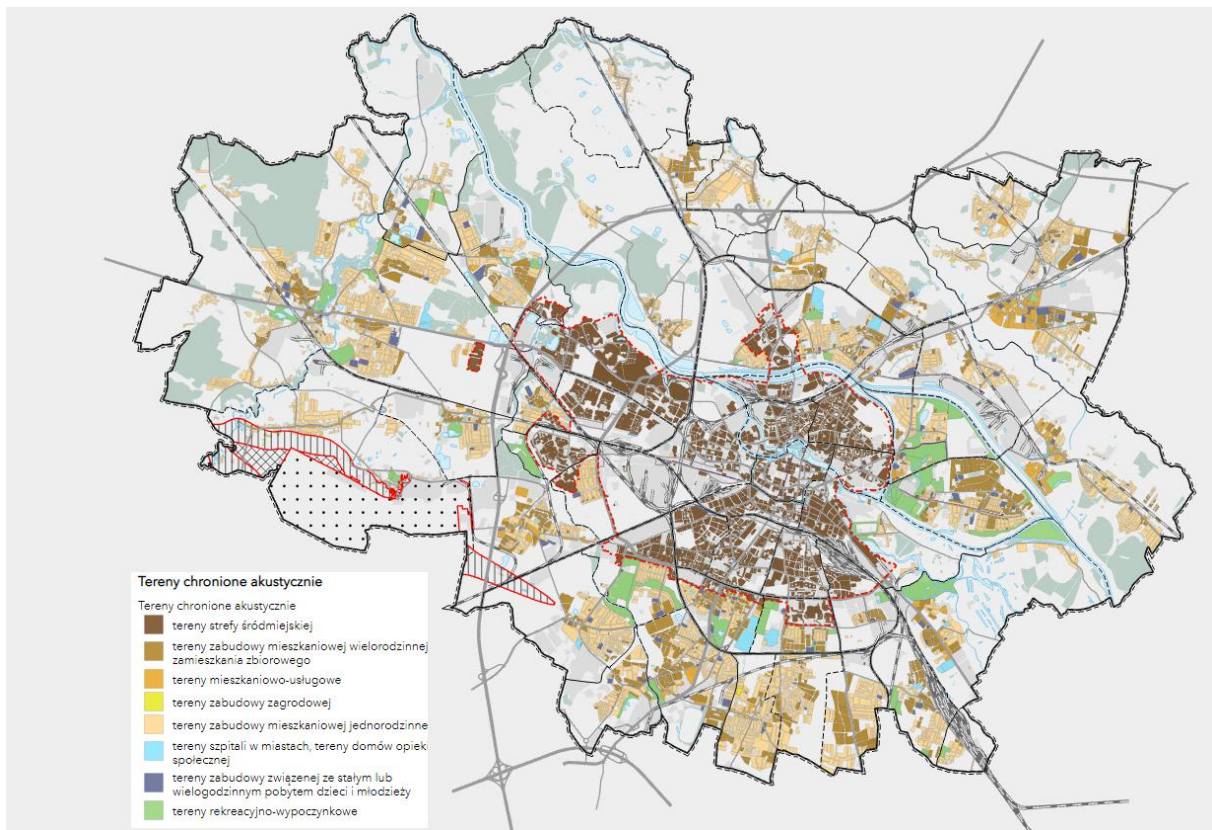 Tereny chronione akustycznie
Tereny chronione akustycznie
tereny strefy śródmiejskiej
tereny zabudowy mieszkaniowej wielorodzinnej
zamieszkania zbiorowego
tereny mieszkaniowo-usługowe
tereny zabudowy zagrodowej
tereny zabudowy mieszkaniowej jednorodzinne
tereny szpitali w miastach, tereny domów opieki
społecznej
tereny zabudowy związenej ze stałym lub
wielogodzinnym pobytem dzieci i młodzieży
tereny rekreacyjno-wypoczynkowe